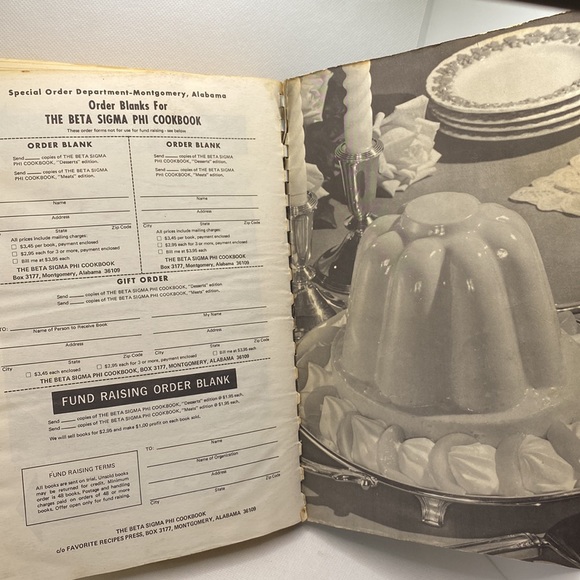 Special Order Department-Montgomery, Alabama
Order Blanks For
THE BETA SIGMA PHI COOKBOOK
These order forms not for use for fund raising - see below.
ORDER BLANK
Send ____ copies of THE BETA SIGMA
PHI COOKBOOK, "Desserts" edition.
Send ____ copies of THE BETA SIGMA
PHI COOKBOOK, "Meats" edition.
Name
Address
State Zip Code
All prices include mailing charges:
☐ $3.45 per book, payment enclosed
☐ $2.95 each for 3 or more, payment enclosed
☐ Bill me at $3.95 each
THE BETA SIGMA PHI COOKBOOK
Box 3177, Montgomery, Alabama 36109
ORDER BLANK
Send ____ copies of THE BETA SIGMA
PHI COOKBOOK, "Desserts" edition.
Send ____ copies of THE BETA SIGMA
PHI COOKBOOK, "Meats" edition.
Name
Address
City State Zip Code
All prices include mailing charges:
☐ $3.45 per book, payment enclosed
☐ $2.95 each for 3 or more, payment enclosed
☐ Bill me at $3.95 each
THE BETA SIGMA PHI COOKBOOK
Box 3177, Montgomery, Alabama 36109
GIFT ORDER
Send ____ copies of THE BETA SIGMA PHI COOKBOOK, "Desserts" edition
Send ____ copies of THE BETA SIGMA PHI COOKBOOK, "Meats" edition.
TO:
Name of Person to Receive Book My Name
Address Address
City State Zip Code City State Zip Code
☐ $3.45 each enclosed ☐ $2.95 each for 3 or more, payment enclosed ☐ Bill me at $3.95 each
THE BETA SIGMA PHI COOKBOOK, BOX 3177, MONTGOMERY, ALABAMA 36109
FUND RAISING ORDER BLANK
Send ____ copies of THE BETA SIGMA PHI COOKBOOK, "Desserts" edition @ $1.95 each.
Send ____ copies of THE BETA SIGMA PHI COOKBOOK, "Meats" edition @ $1.95 each.
We will sell books for $2.95 and make $1.00 profit on each book sold.
FUND RAISING TERMS
All books are sent on trial. Unsold books
may be returned for credit. Minimum
order is 48 books. Postage and handling
charges paid on orders of 48 or more
books. Offer open only for fund raising.
TO:
Name
Name of Organization
Address
City State Zip Code
THE BETA SIGMA PHI COOKBOOK
c/o FAVORITE RECIPES PRESS, BOX 3177, MONTGOMERY, ALABAMA 36109